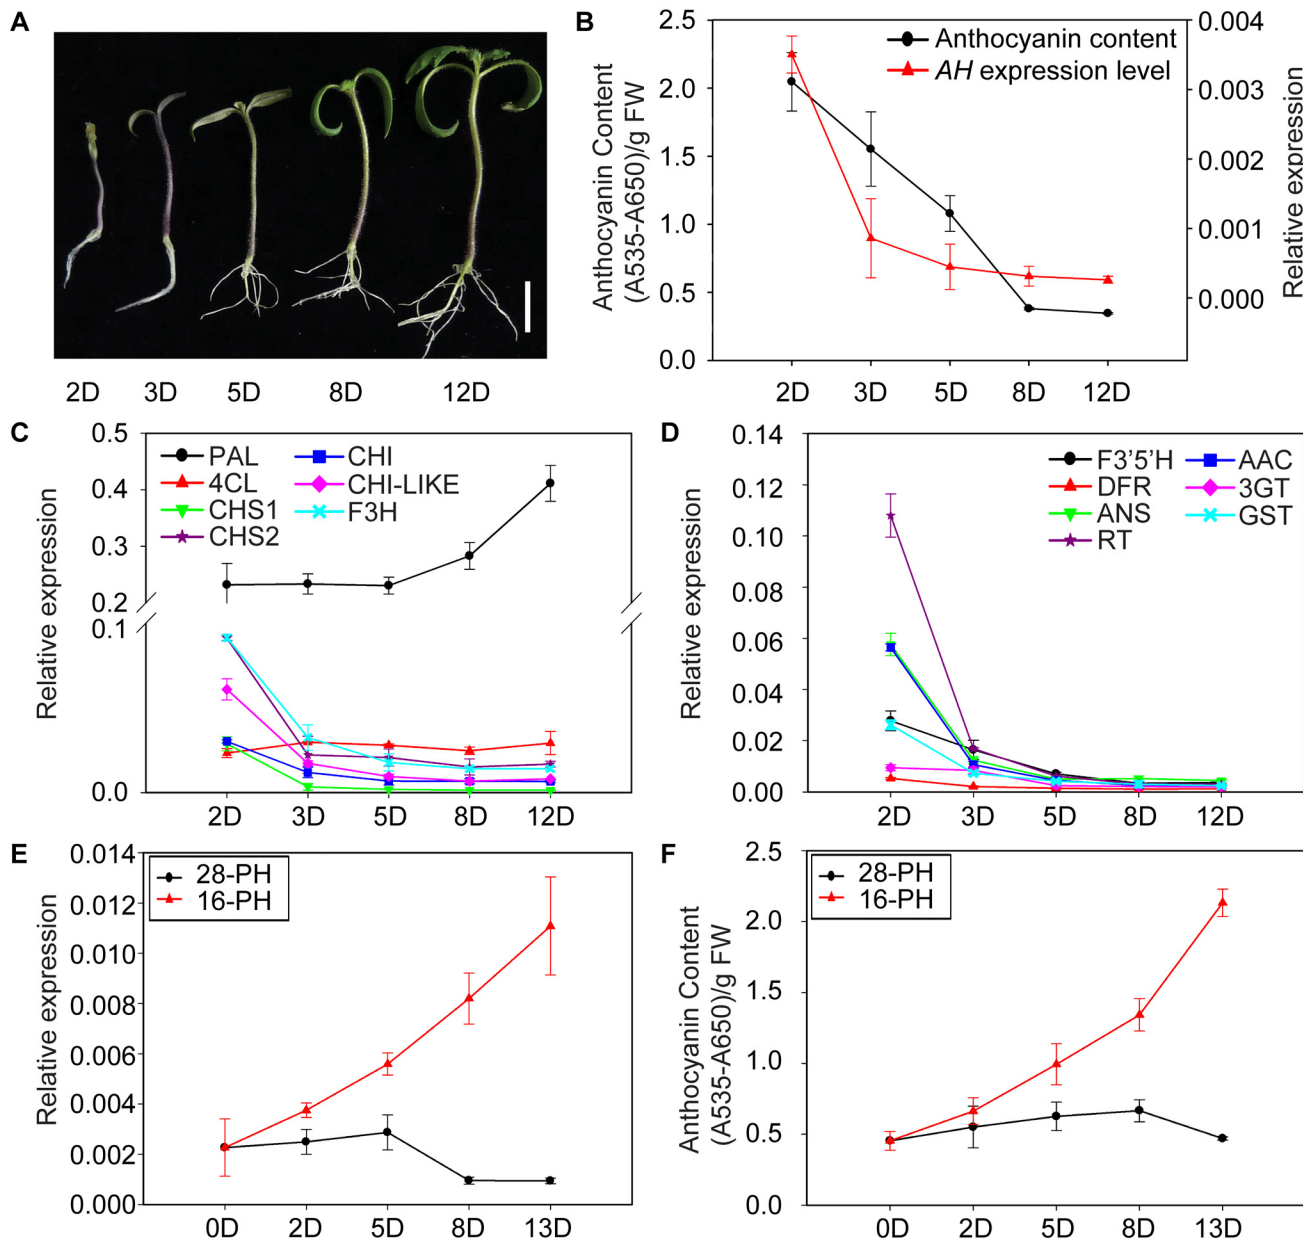 A
2D 3D 5D 8D 12D
B
Anthocyanin Content
(A535-A650)/g FW
2.5
2.0
1.5
1.0
0.5
0.0
Anthocyanin content
AH expression level
0.004
0.003
0.002
0.001
0.000
Relative expression
2D 3D 5D 8D 12D
C
Relative expression
0.5
0.4
0.3
0.2
0.1
0.0
PAL
4CL
CHS1
CHS2
CHI
CHI-LIKE
F3H
2D 3D 5D 8D 12D
D
Relative expression
0.14
0.12
0.10
0.08
0.06
0.04
0.02
0.00
F3'5'H
DFR
ANS
RT
AAC
3GT
GST
2D 3D 5D 8D 12D
E
Relative expression
0.014
0.012
0.010
0.008
0.006
0.004
0.002
0.000
28-PH
16-PH
0D 2D 5D 8D 13D
F
Anthocyanin Content
(A535-A650)/g FW
2.5
2.0
1.5
1.0
0.5
0.0
28-PH
16-PH
0D 2D 5D 8D 13D